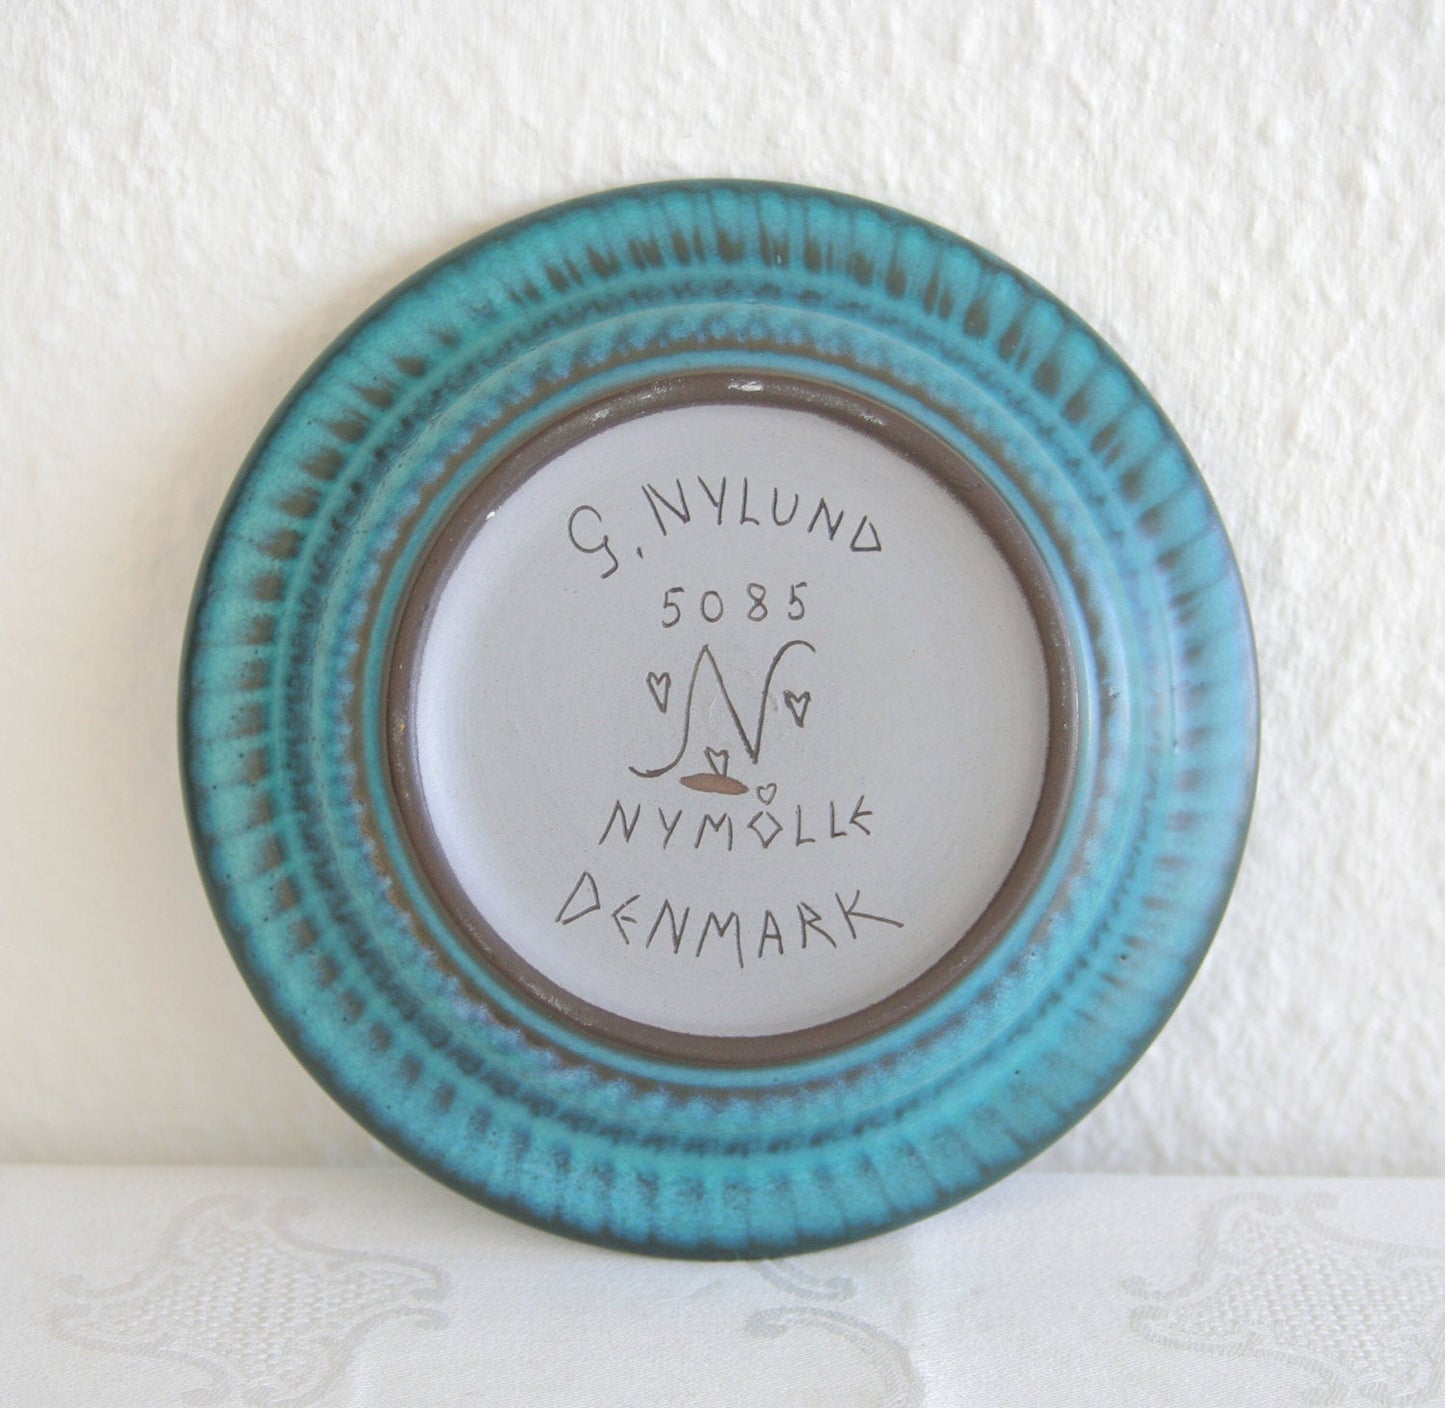 G. NYLUND
5085
N
NYMÖLLE
DENMARK